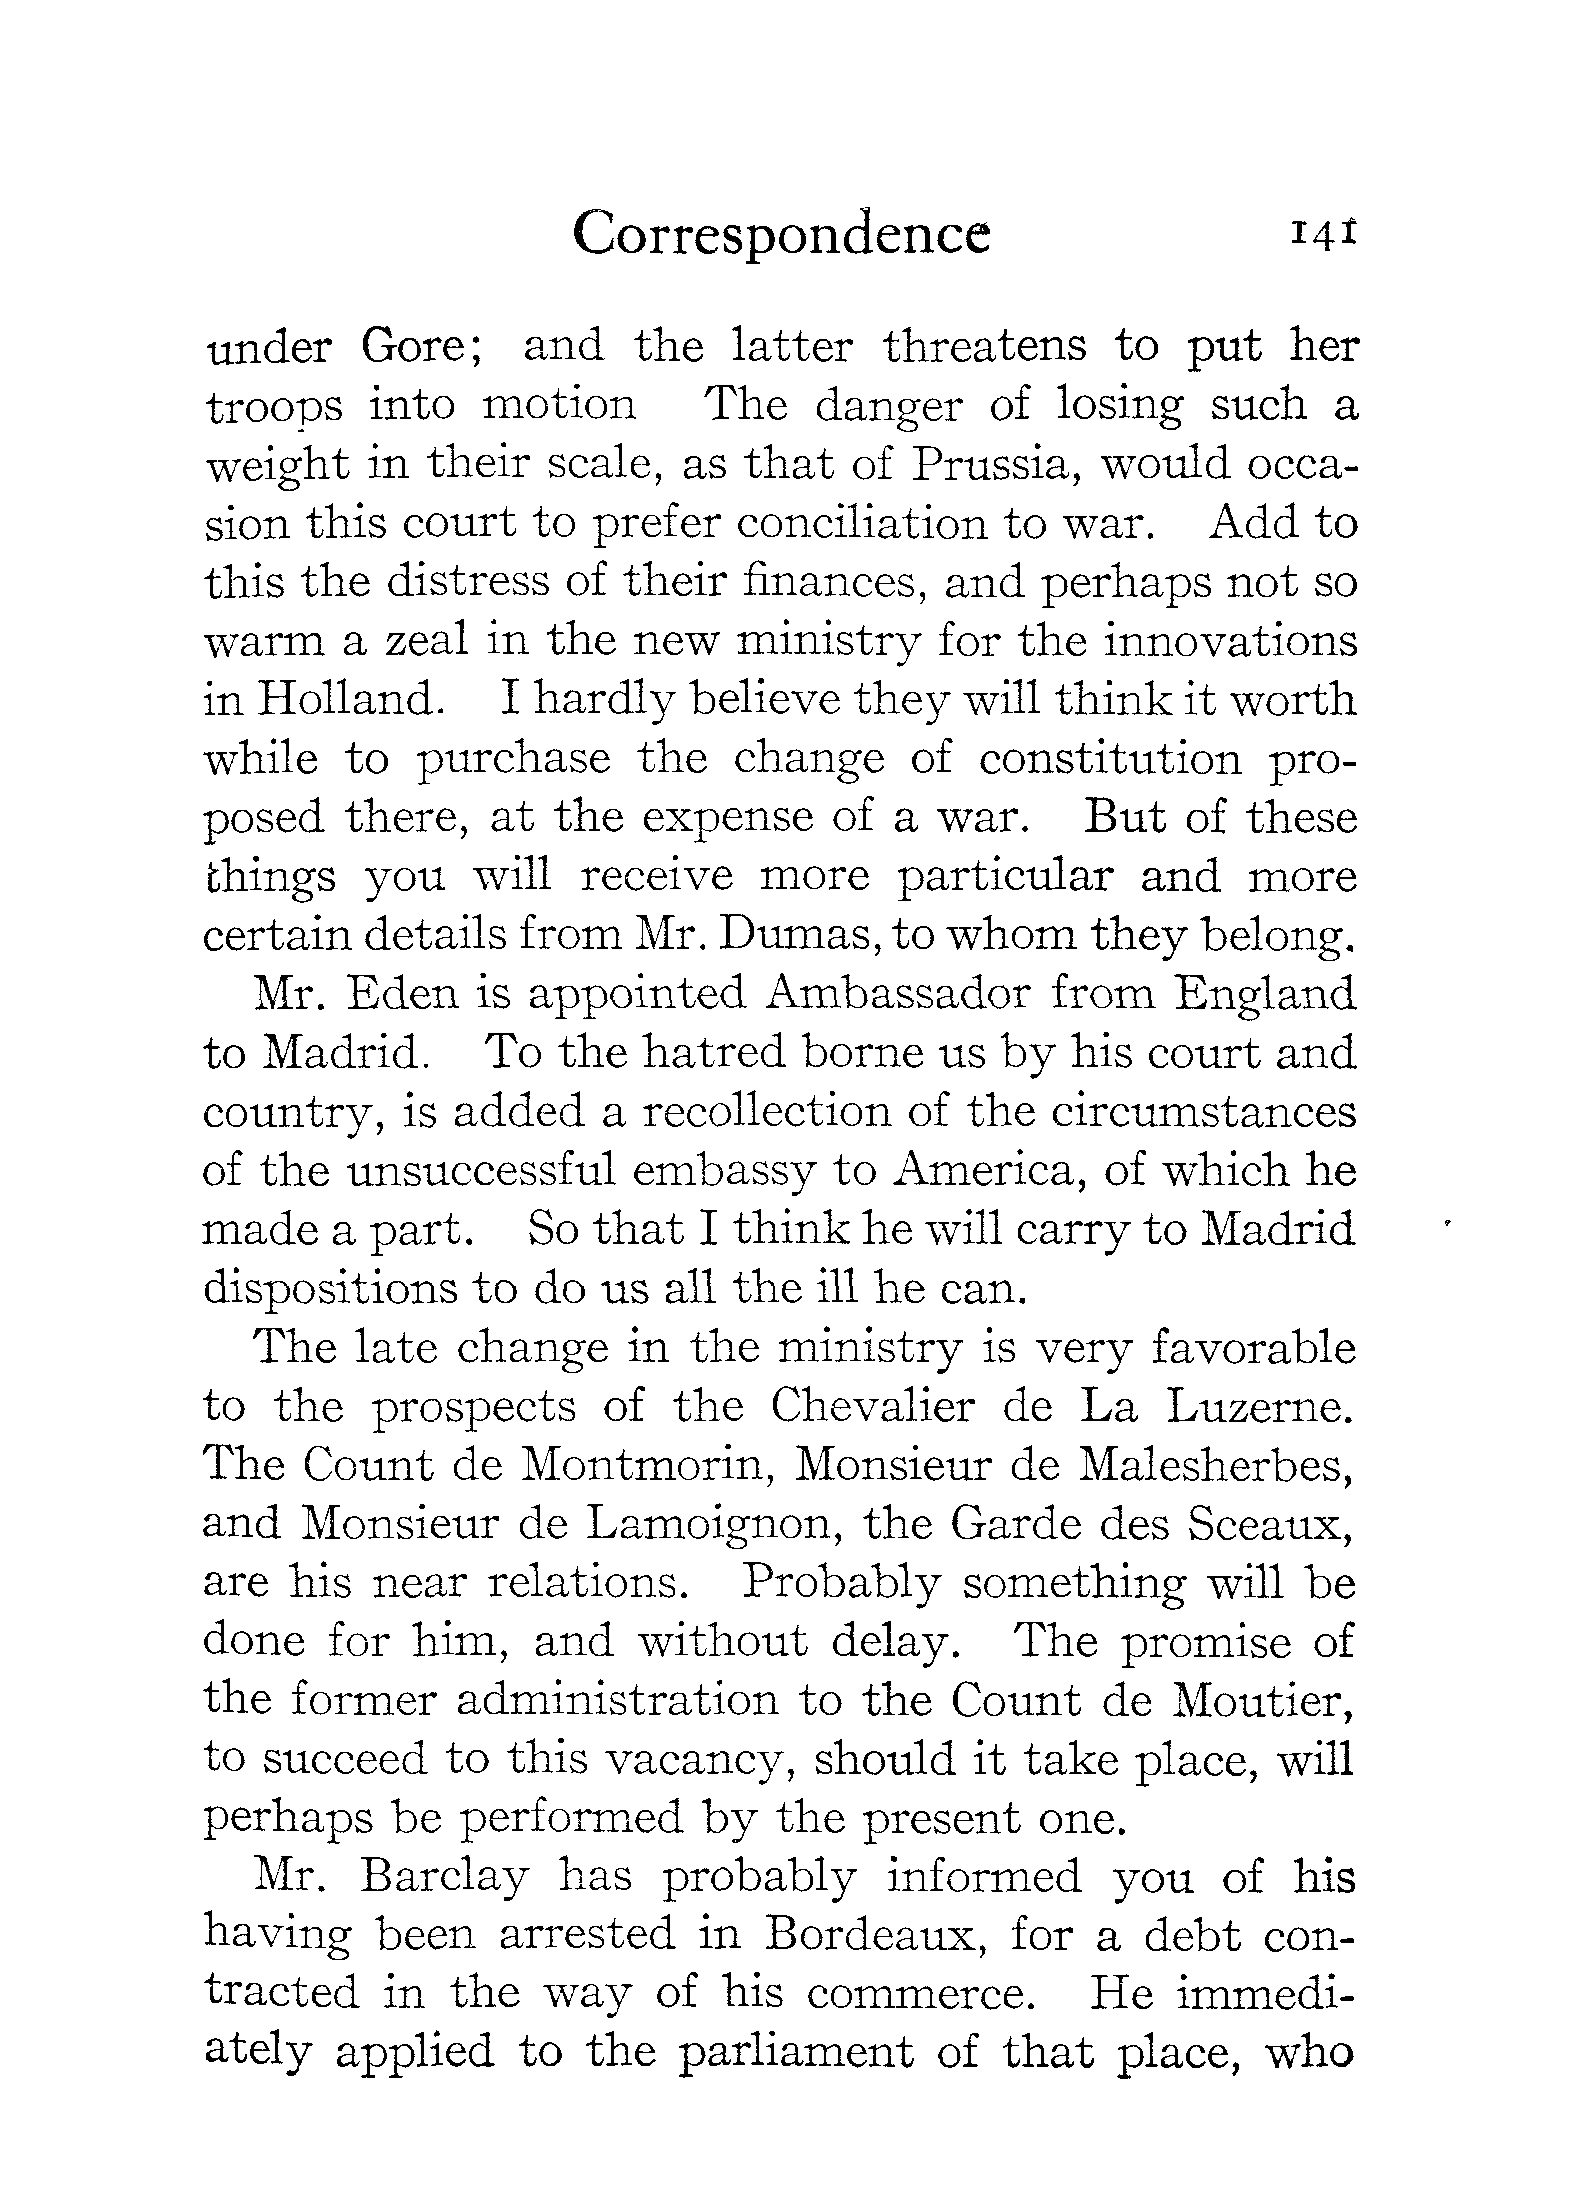 Correspondence 141
under Gore; and the latter threatens to put her
troops into motion The danger of losing such a
weight in their scale, as that of Prussia, would occa-
sion this court to prefer conciliation to war. Add to
this the distress of their finances, and perhaps not so
warm a zeal in the new ministry for the innovations
in Holland. I hardly believe they will think it worth
while to purchase the change of constitution pro-
posed there, at the expense of a war. But of these
things you will receive more particular and more
certain details from Mr. Dumas, to whom they belong.
Mr. Eden is appointed Ambassador from England
to Madrid. To the hatred borne us by his court and
country, is added a recollection of the circumstances
of the unsuccessful embassy to America, of which he
made a part. So that I think he will carry to Madrid
dispositions to do us all the ill he can.
The late change in the ministry is very favorable
to the prospects of the Chevalier de La Luzerne.
The Count de Montmorin, Monsieur de Malesherbes,
and Monsieur de Lamoignon, the Garde des Sceaux,
are his near relations. Probably something will be
done for him, and without delay. The promise of
the former administration to the Count de Moutier,
to succeed to this vacancy, should it take place, will
perhaps be performed by the present one.
Mr. Barclay has probably informed you of his
having been arrested in Bordeaux, for a debt con-
tracted in the way of his commerce. He immedi-
ately applied to the parliament of that place, who